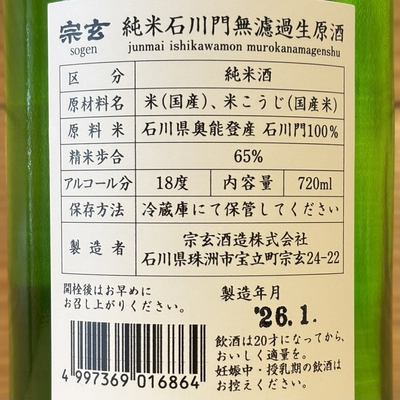 宗玄 純米石川門無濾過生原酒
sogen junmai ishikawamon murokanamagenshu
区分 純米酒
原材料名 米(国産)、米こうじ(国産米)
原料米 石川県奥能登産 石川門100%
精米歩合 65%
アルコール分 18度 内容量 720ml
保存方法 冷蔵庫にて保管してください
製造者 宗玄酒造株式会社
石川県珠洲市宝立町宗玄24-22
開栓後はお早めに
お召し上がりください。
4 997369 016864
製造年月
'26.1.
飲酒は20才になってから、
おいしく適量を。
妊娠中・授乳期の飲酒は
お控えください。